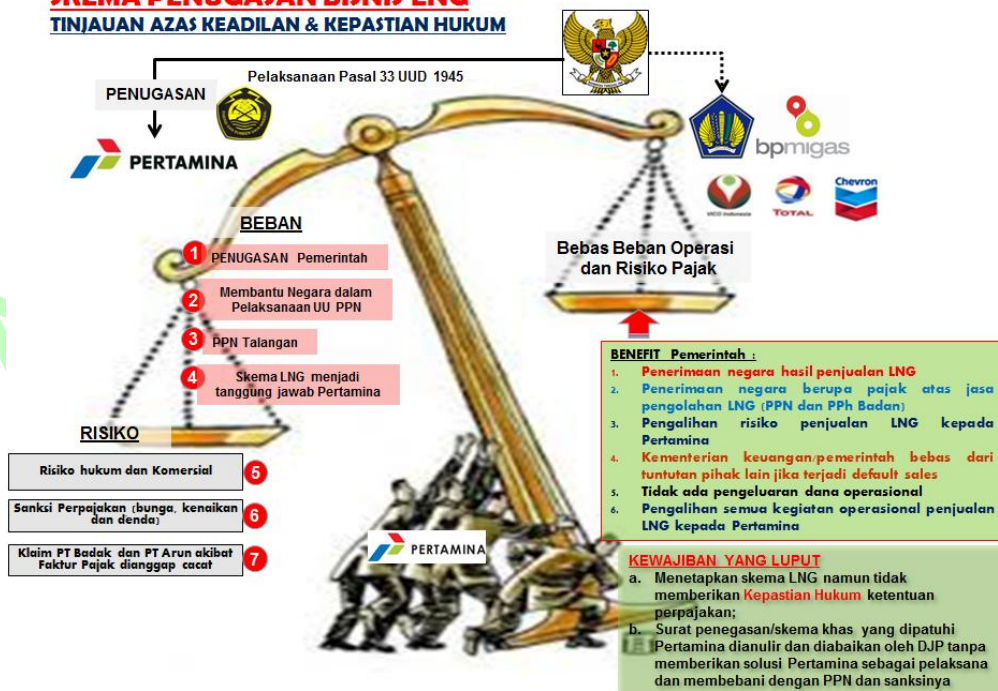 SKEMA PENUGASAN BISNIS LNG
TINJAUAN AZAS KEADILAN & KEPASTIAN HUKUM
Pelaksanaan Pasal 33 UUD 1945
PENUGASAN
PERTAMINA
bpmigas
VICO Indonesia
TOTAL
Chevron
BEBAN
1 PENUGASAN Pemerintah
2 Membantu Negara dalam
Pelaksanaan UU PPN
3 PPN Talangan
4 Skema LNG menjadi
tanggung jawab Pertamina
Bebas Beban Operasi
dan Risiko Pajak
RISIKO
Risiko hukum dan Komersial 5
Sanksi Perpajakan (bunga, kenaikan
dan denda) 6
Klaim PT Badak dan PT Arun akibat
Faktur Pajak dianggap cacat 7
PERTAMINA
BENEFIT Pemerintah :
1. Penerimaan negara hasil penjualan LNG
2. Penerimaan negara berupa pajak atas jasa
pengolahan LNG (PPN dan PPh Badan)
3. Pengalihan risiko penjualan LNG kepada
Pertamina
4. Kementerian keuangan/pemerintah bebas dari
tuntutan pihak lain jika terjadi default sales
5. Tidak ada pengeluaran dana operasional
6. Pengalihan semua kegiatan operasional penjualan
LNG kepada Pertamina
KEWAJIBAN YANG LUPUT
a. Menetapkan skema LNG namun tidak
memberikan Kepastian Hukum ketentuan
perpajakan;
b. Surat penegasan/skema khas yang dipatuhi
Pertamina dianulir dan diabaikan oleh DJP tanpa
memberikan solusi Pertamina sebagai pelaksana
dan membebani dengan PPN dan sanksinya